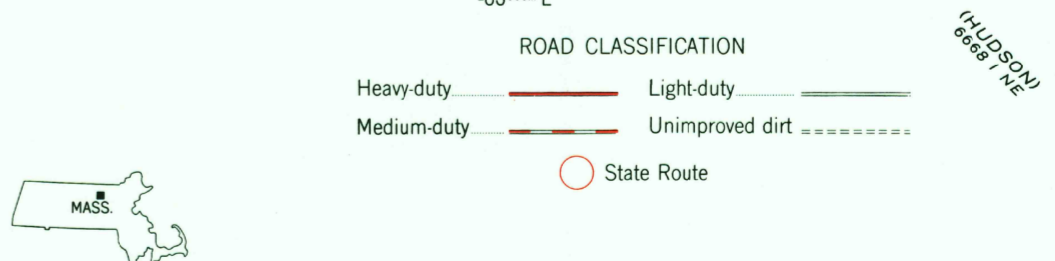 ROAD CLASSIFICATION
Heavy-duty Light-duty
Medium-duty Unimproved dirt
State Route
MASS.
(HUDSON)
6668 I NE